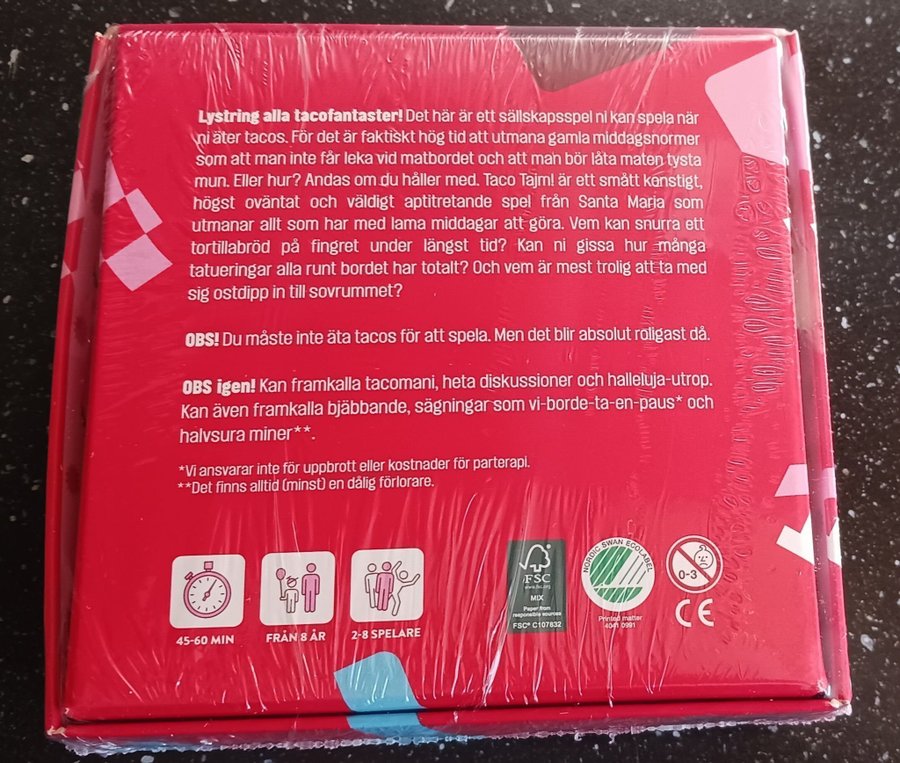 Lystring alla tacofantaster! Det här är ett sällskapsspel ni kan spela när
ni äter tacos. För det är faktiskt hög tid att utmana gamla middagsnormer
som att man inte får leka vid matbordet och att man bör låta maten tysta
mun. Eller hur? Andas om du håller med. Taco Tajm! är ett smått konstigt,
högst oväntat och väldigt aptitretande spel från Santa Maria som
utmanar allt som har med lama middagar att göra. Vem kan snurra ett
tortillabröd på fingret under längst tid? Kan ni gissa hur många
tatueringar alla runt bordet har totalt? Och vem är mest trolig att ta med
sig ostdipp in till sovrummet?
OBS! Du måste inte äta tacos för att spela. Men det blir absolut roligast då.
OBS igen! Kan framkalla tacomani, heta diskussioner och halleluja-utrop.
Kan även framkalla bjäbbande, sägningar som vi-borde-ta-en-paus* och
halvsura miner**.
*Vi ansvarar inte för uppbrott eller kostnader för parterapi.
**Det finns alltid (minst) en dålig förlorare.
45-60 MIN
FRÅN 8 ÅR
2-8 SPELARE
FSC
www.fsc.org
MIX
Paper from
responsible sources
FSC® C107832
NORDIC SWAN ECOLABEL
Printed matter
4041 0991
0-3
CE